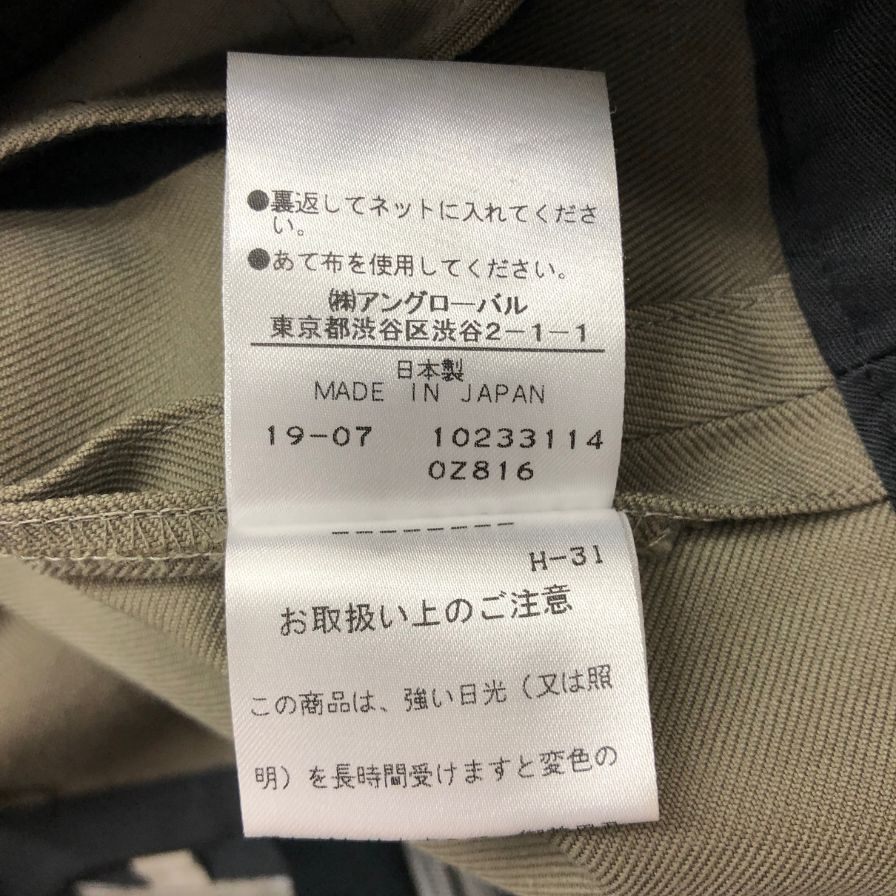 ●裏返してネットに入れてくださ
い。
●あて布を使用してください。
㈱アングローバル
東京都渋谷区渋谷2-1-1
日本製
MADE IN JAPAN
19-07 10233114
0Z816
---------
H-31
お取扱い上のご注意
この商品は、強い日光(又は照
明)を長時間受けますと変色の